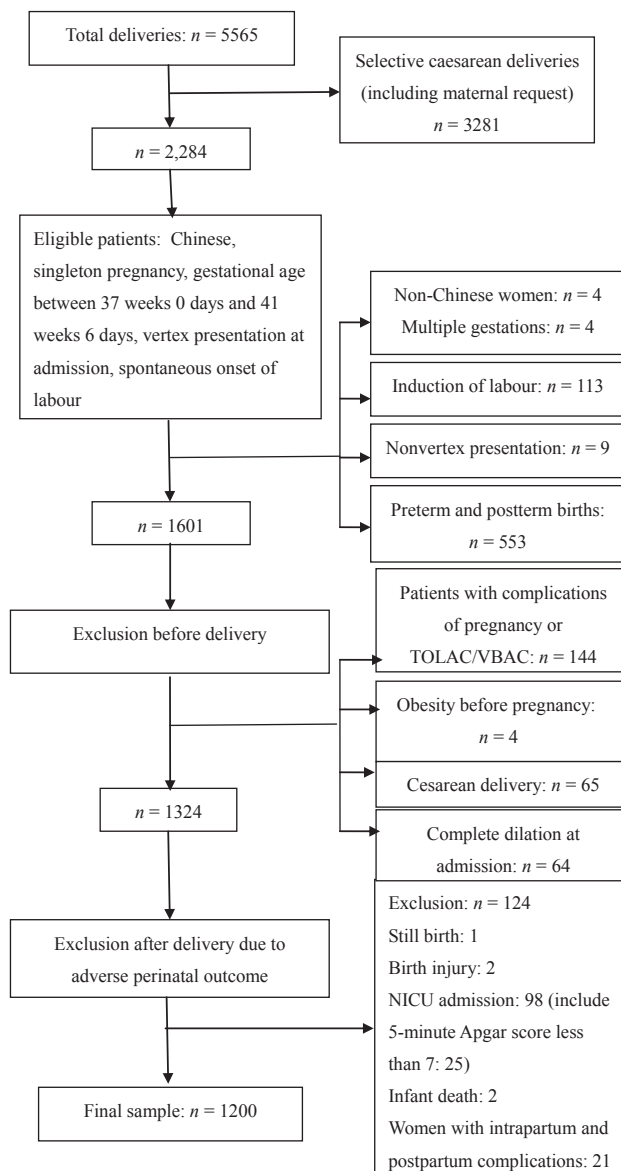 Total deliveries: n = 5565
Selective caesarean deliveries
(including maternal request)
n = 3281
n = 2,284
Eligible patients: Chinese,
singleton pregnancy, gestational age
between 37 weeks 0 days and 41
weeks 6 days, vertex presentation at
admission, spontaneous onset of
labour
Non-Chinese women: n = 4
Multiple gestations: n = 4
Induction of labour: n = 113
Nonvertex presentation: n = 9
Preterm and postterm births:
n = 553
n = 1601
Exclusion before delivery
Patients with complications
of pregnancy or
TOLAC/VBAC: n = 144
Obesity before pregnancy:
n = 4
Cesarean delivery: n = 65
Complete dilation at
admission: n = 64
n = 1324
Exclusion after delivery due to
adverse perinatal outcome
Exclusion: n = 124
Still birth: 1
Birth injury: 2
NICU admission: 98 (include
5-minute Apgar score less
than 7: 25)
Infant death: 2
Women with intrapartum and
postpartum complications: 21
Final sample: n = 1200